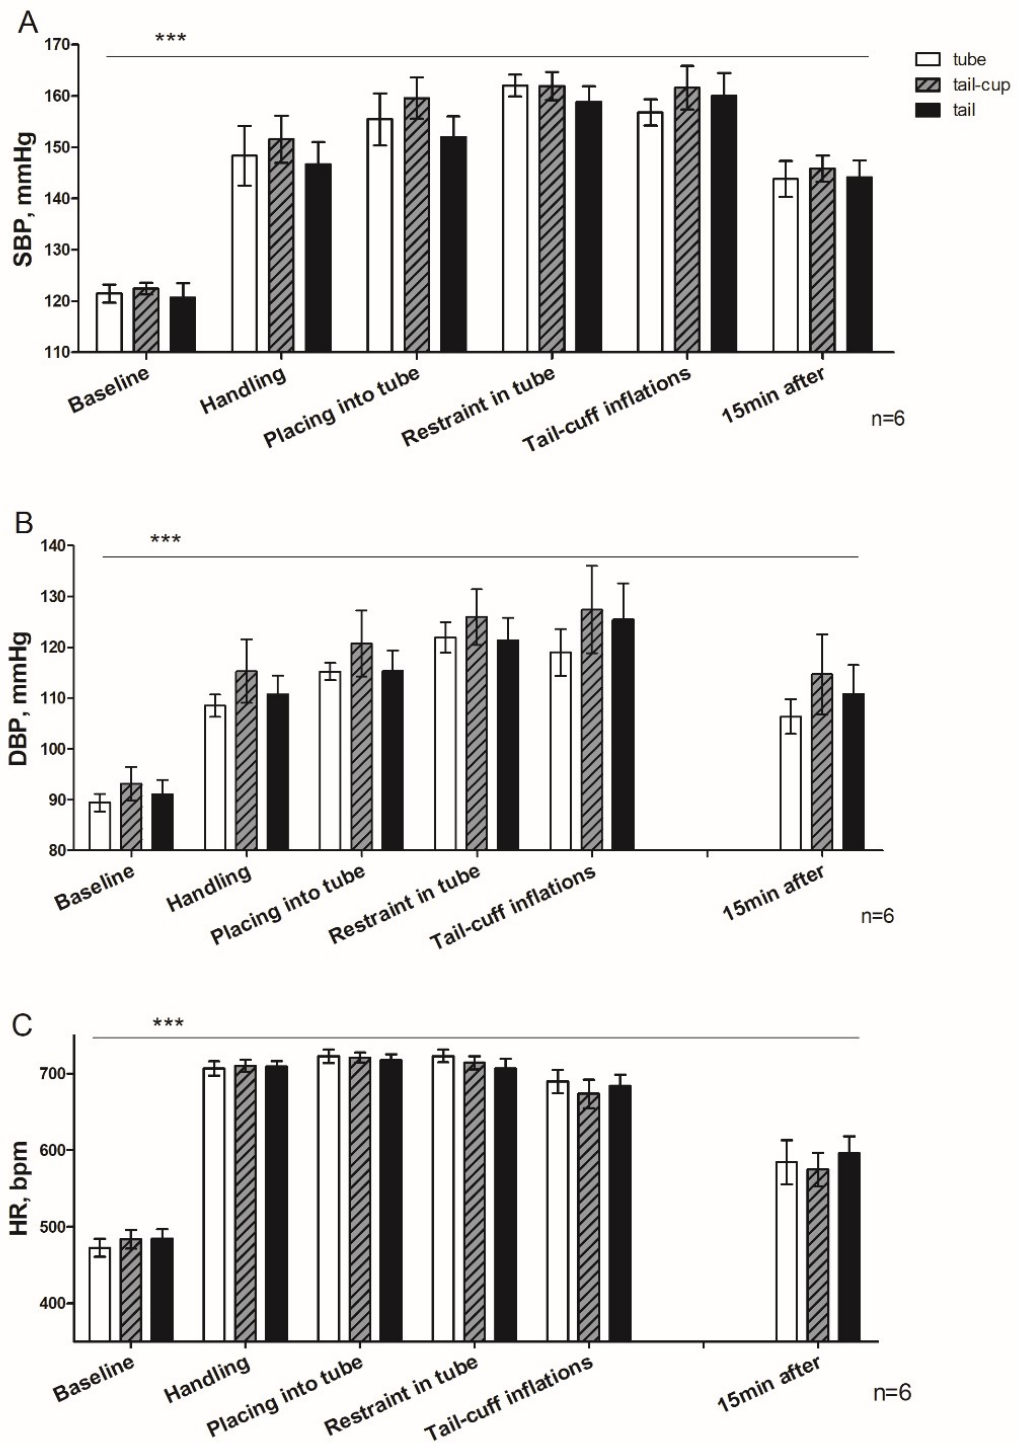 A
***
170
160
150
140
130
120
110
SBP, mmHg
tube
tail-cup
tail
Baseline
Handling
Placing into tube
Restraint in tube
Tail-cuff inflations
15min after
n=6
B
***
140
130
120
110
100
90
80
DBP, mmHg
Baseline
Handling
Placing into tube
Restraint in tube
Tail-cuff inflations
15min after
n=6
C
***
700
600
500
400
HR, bpm
Baseline
Handling
Placing into tube
Restraint in tube
Tail-cuff inflations
15min after
n=6